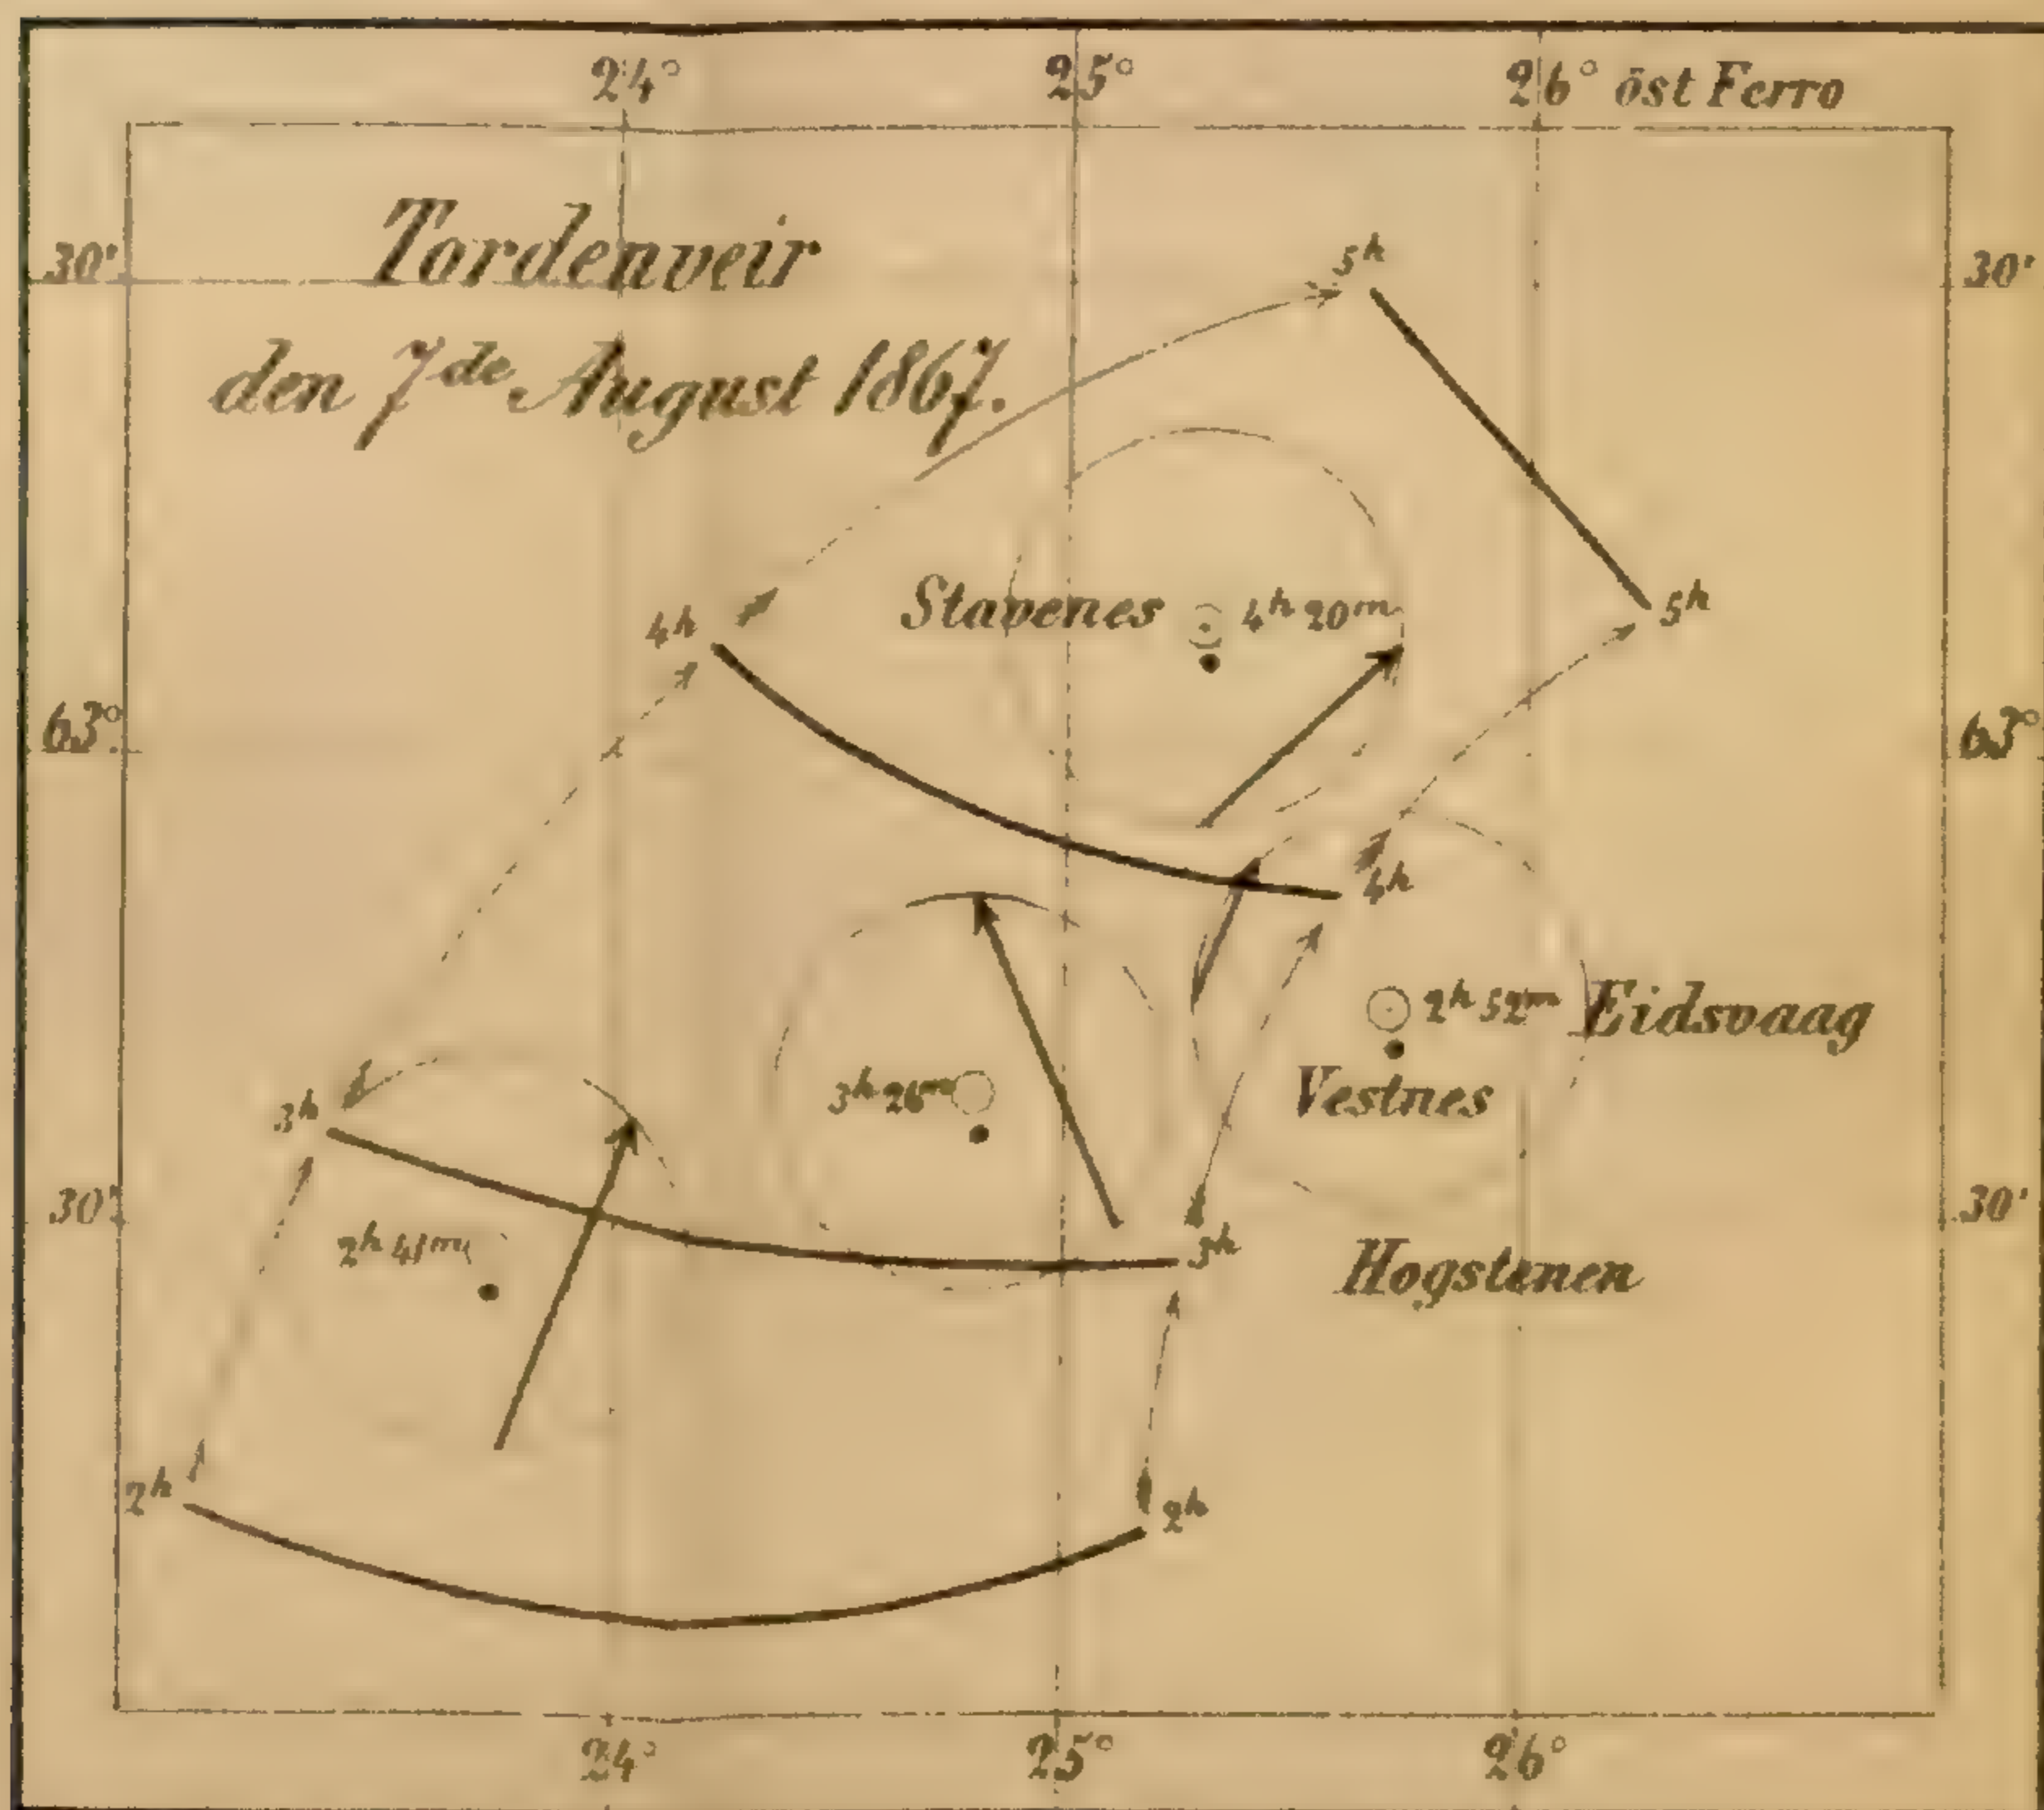 24° 25° 26° öst Ferro
Tordenveir
30' 30'
5h
den 7de August 1867.
Stavenes 4h 20m
5h
4h
63° 63°
4h
2h 52m Eidsvaag
3h 26m Vestnes
3h
30' 30'
3h
2h 41m Hogstenen
2h 2h
24° 25° 26°